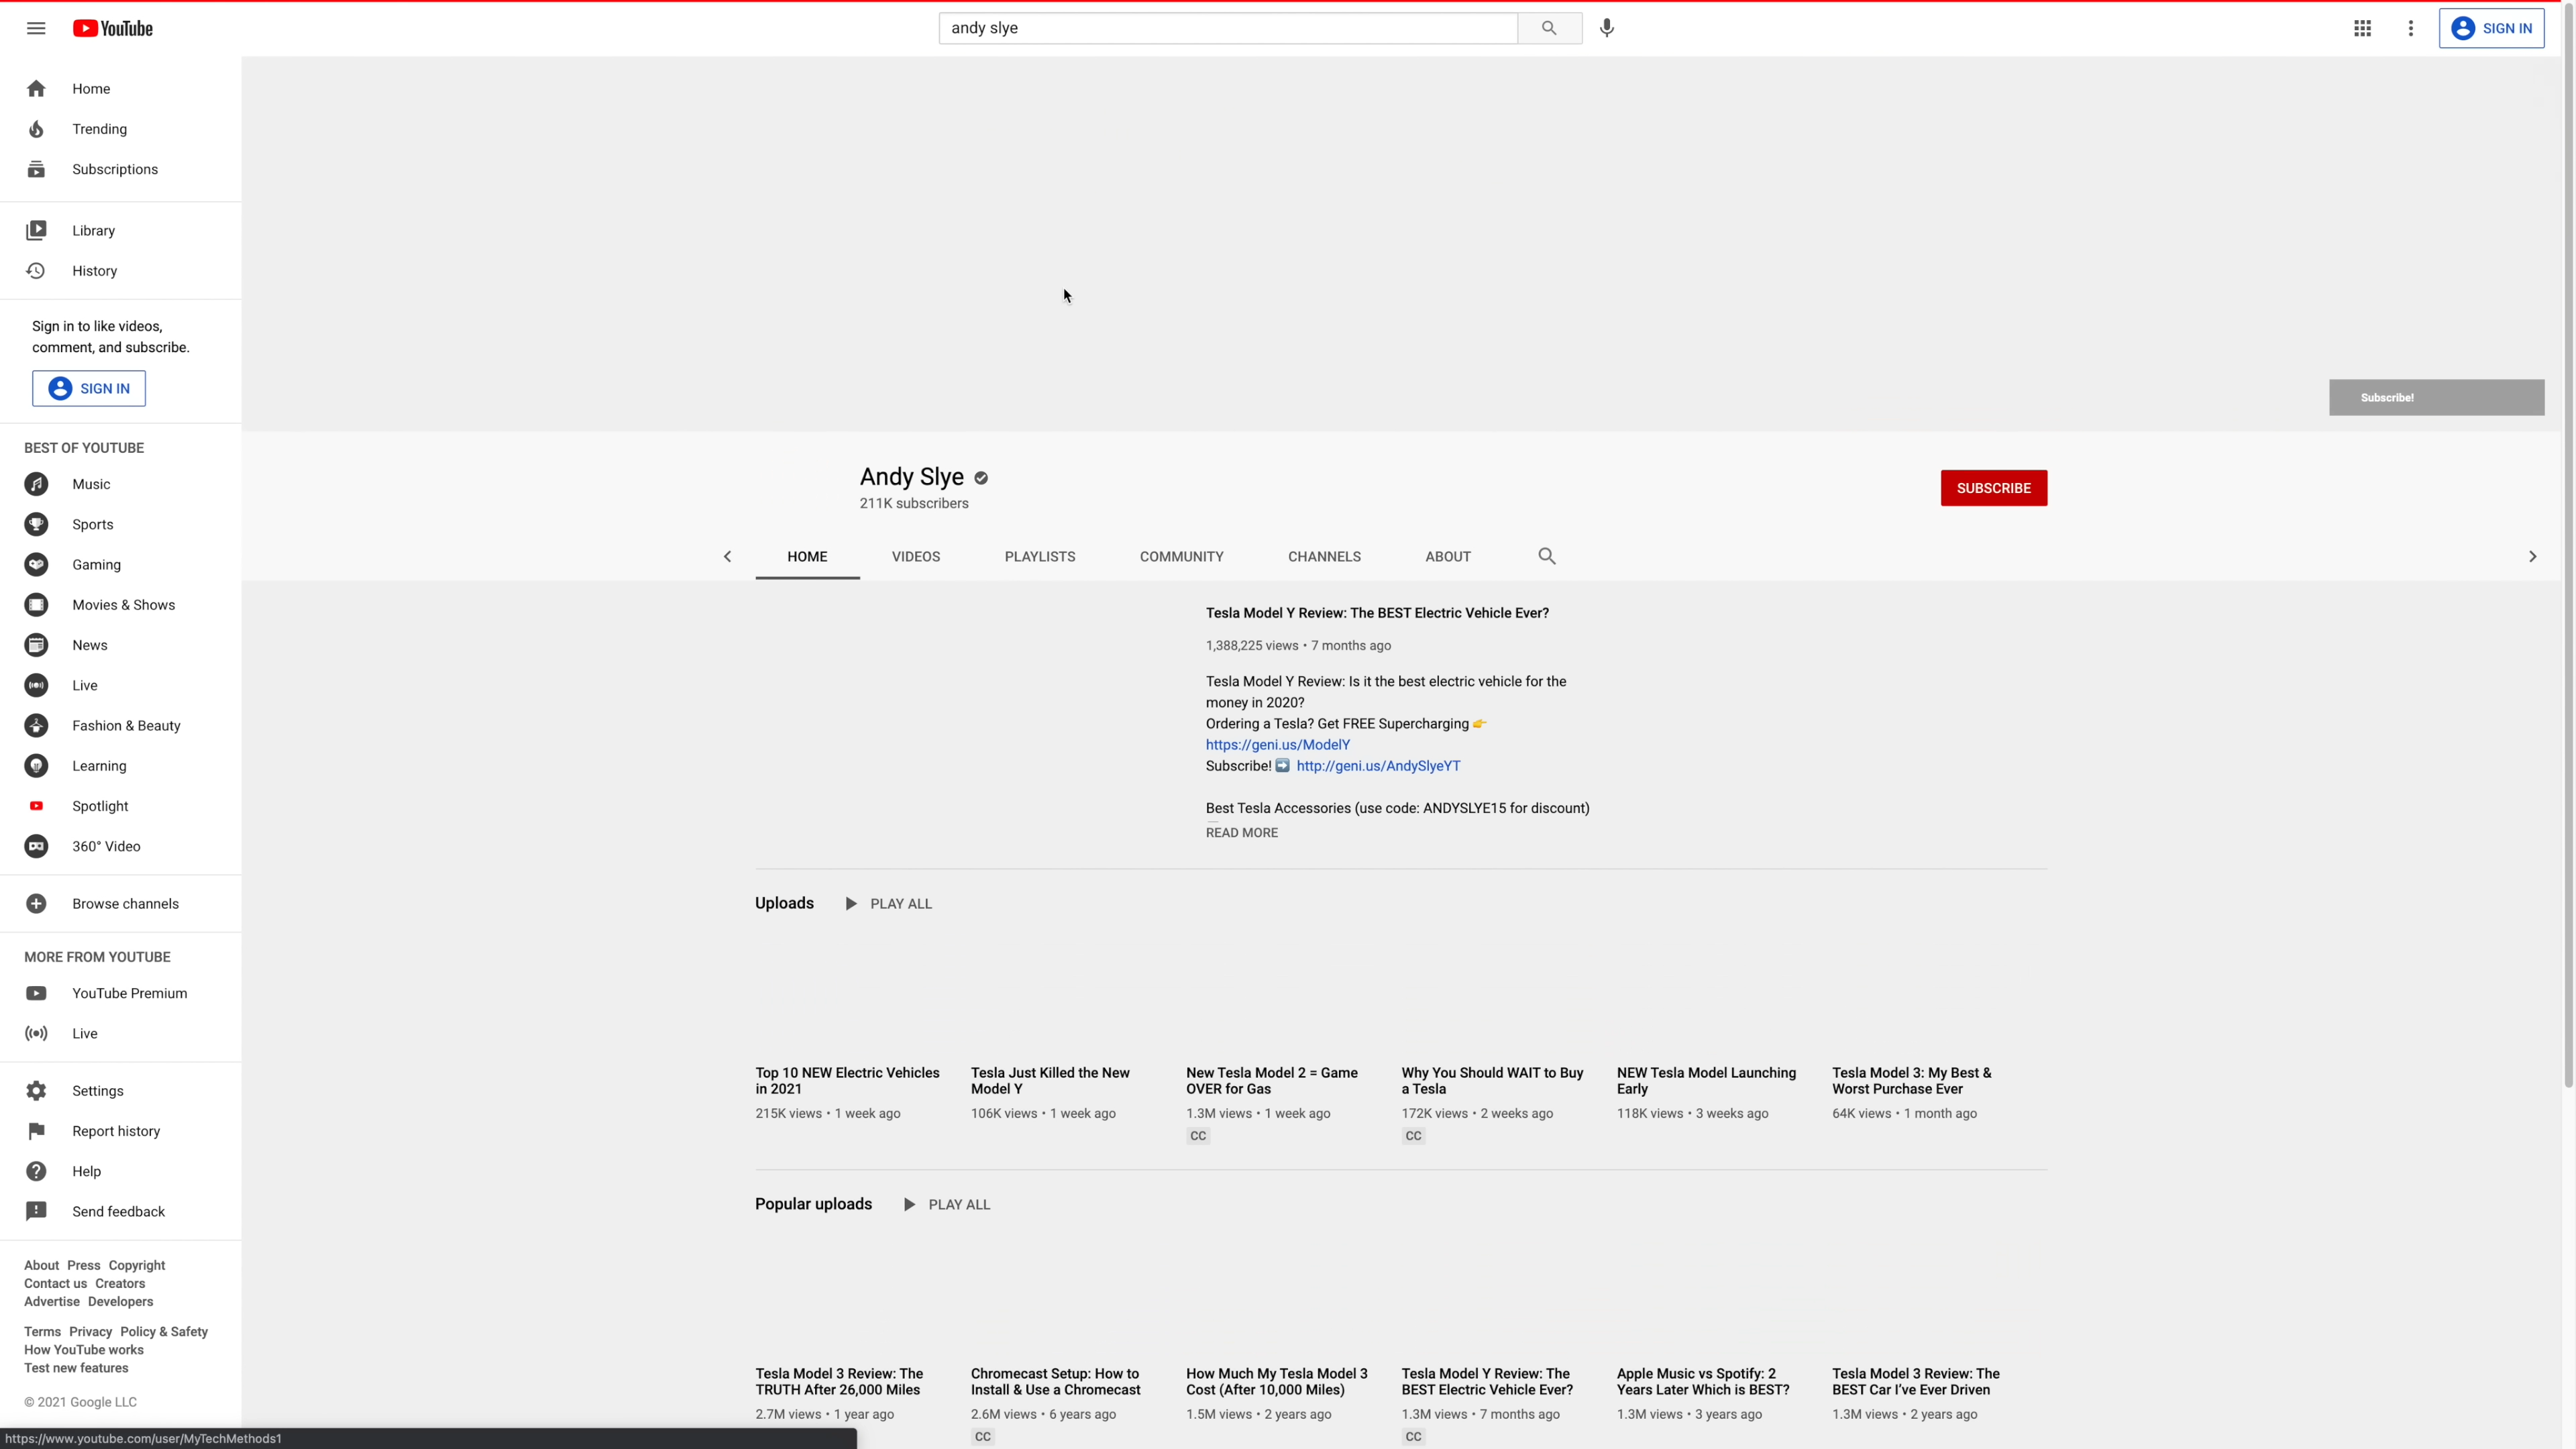 YouTube
andy slye
SIGN IN
Home
Trending
Subscriptions
Library
History
Sign in to like videos,
comment, and subscribe.
SIGN IN
BEST OF YOUTUBE
Music
Sports
Gaming
Movies & Shows
News
Live
Fashion & Beauty
Learning
Spotlight
360° Video
Browse channels
MORE FROM YOUTUBE
YouTube Premium
Live
Settings
Report history
Help
Send feedback
About Press Copyright
Contact us Creators
Advertise Developers
Terms Privacy Policy & Safety
How YouTube works
Test new features
© 2021 Google LLC
https://www.youtube.com/user/MyTechMethods1
Subscribe!
Andy Slye
211K subscribers
SUBSCRIBE
HOME VIDEOS PLAYLISTS COMMUNITY CHANNELS ABOUT
Tesla Model Y Review: The BEST Electric Vehicle Ever?
1,388,225 views • 7 months ago
Tesla Model Y Review: Is it the best electric vehicle for the
money in 2020?
Ordering a Tesla? Get FREE Supercharging 👉
https://geni.us/ModelY
Subscribe! ➡️ http://geni.us/AndySlyeYT
Best Tesla Accessories (use code: ANDYSLYE15 for discount)
READ MORE
Uploads PLAY ALL
Top 10 NEW Electric Vehicles
in 2021
215K views • 1 week ago
Tesla Just Killed the New
Model Y
106K views • 1 week ago
New Tesla Model 2 = Game
OVER for Gas
1.3M views • 1 week ago
CC
Why You Should WAIT to Buy
a Tesla
172K views • 2 weeks ago
CC
NEW Tesla Model Launching
Early
118K views • 3 weeks ago
Tesla Model 3: My Best &
Worst Purchase Ever
64K views • 1 month ago
Popular uploads PLAY ALL
Tesla Model 3 Review: The
TRUTH After 26,000 Miles
2.7M views • 1 year ago
Chromecast Setup: How to
Install & Use a Chromecast
2.6M views • 6 years ago
CC
How Much My Tesla Model 3
Cost (After 10,000 Miles)
1.5M views • 2 years ago
Tesla Model Y Review: The
BEST Electric Vehicle Ever?
1.3M views • 7 months ago
CC
Apple Music vs Spotify: 2
Years Later Which is BEST?
1.3M views • 3 years ago
Tesla Model 3 Review: The
BEST Car I've Ever Driven
1.3M views • 2 years ago